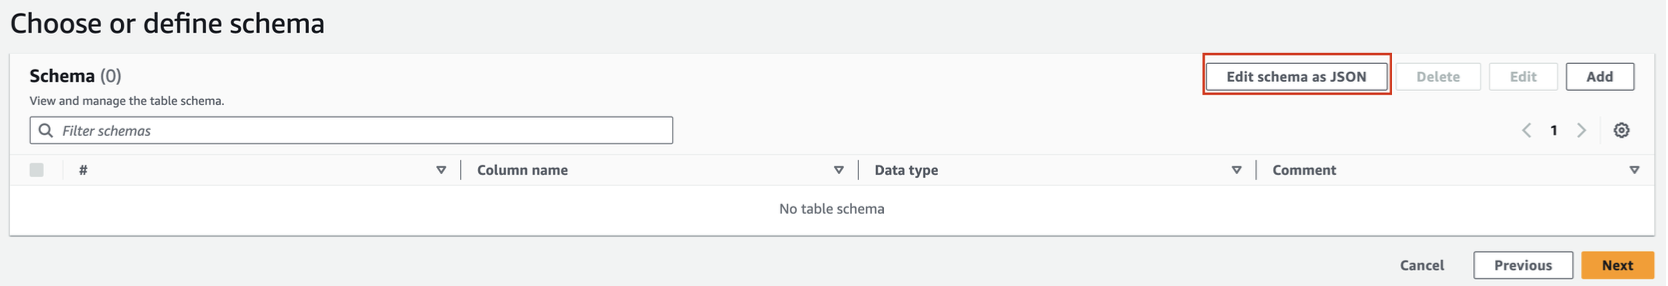 Choose or define schema
Schema (0)
Edit schema as JSON
Delete
Edit
Add
View and manage the table schema.
Filter schemas
1
#
Column name
Data type
Comment
No table schema
Cancel
Previous
Next